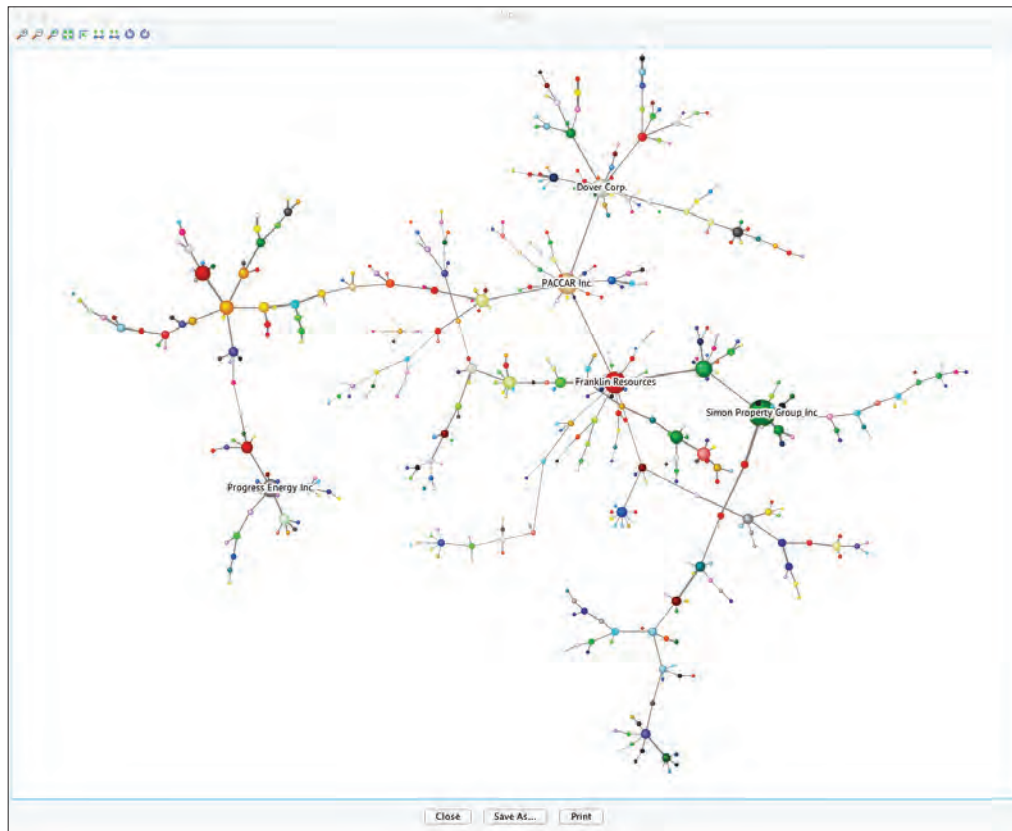 Dover Corp.
PACCAR Inc.
Franklin Resources
Simon Property Group Inc
Progress Energy Inc.
Close
Save As...
Print